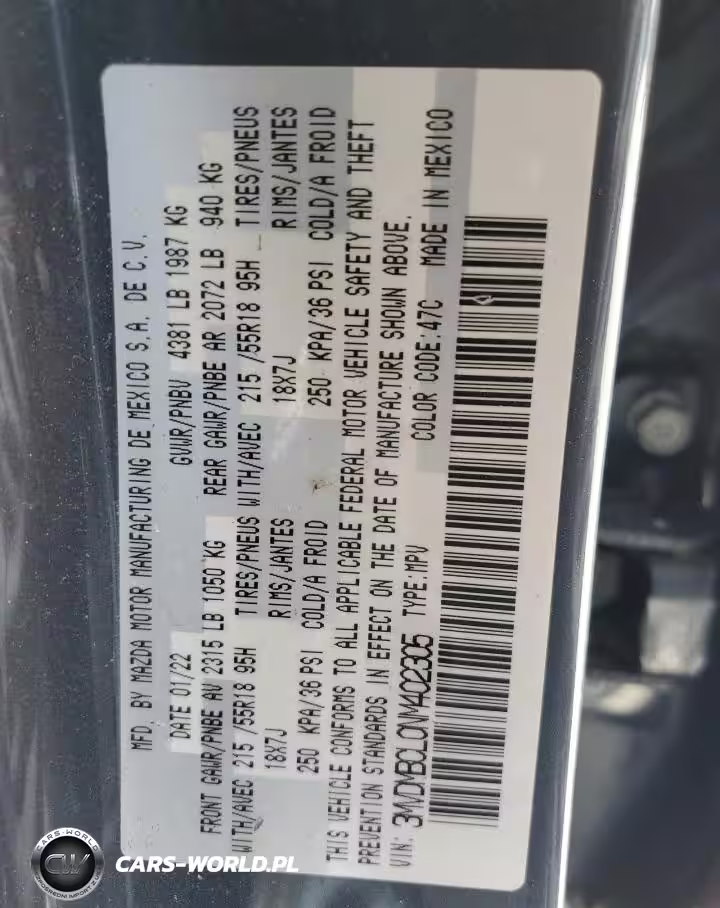 MFD. BY MAZDA MOTOR MANUFACTURING DE MEXICO S.A. DE C.V.
DATE 01/22 GVWR/PNBV 4381 LB 1987 KG
FRONT GAWR/PNBE AV 2315 LB 1050 KG REAR GAWR/PNBE AR 2072 LB 940 KG
WITH/AVEC 215 /55R18 95H TIRES/PNEUS WITH/AVEC 215 /55R18 95H TIRES/PNEUS
18X7J RIMS/JANTES 18X7J RIMS/JANTES
250 KPA/36 PSI COLD/A FROID 250 KPA/36 PSI COLD/A FROID
THIS VEHICLE CONFORMS TO ALL APPLICABLE FEDERAL MOTOR VEHICLE SAFETY AND THEFT
PREVENTION STANDARDS IN EFFECT ON THE DATE OF MANUFACTURE SHOWN ABOVE.
VIN: 3MVDMBCL0NM402305 TYPE:MPV COLOR CODE:47C MADE IN MEXICO
CARS-WORLD.PL